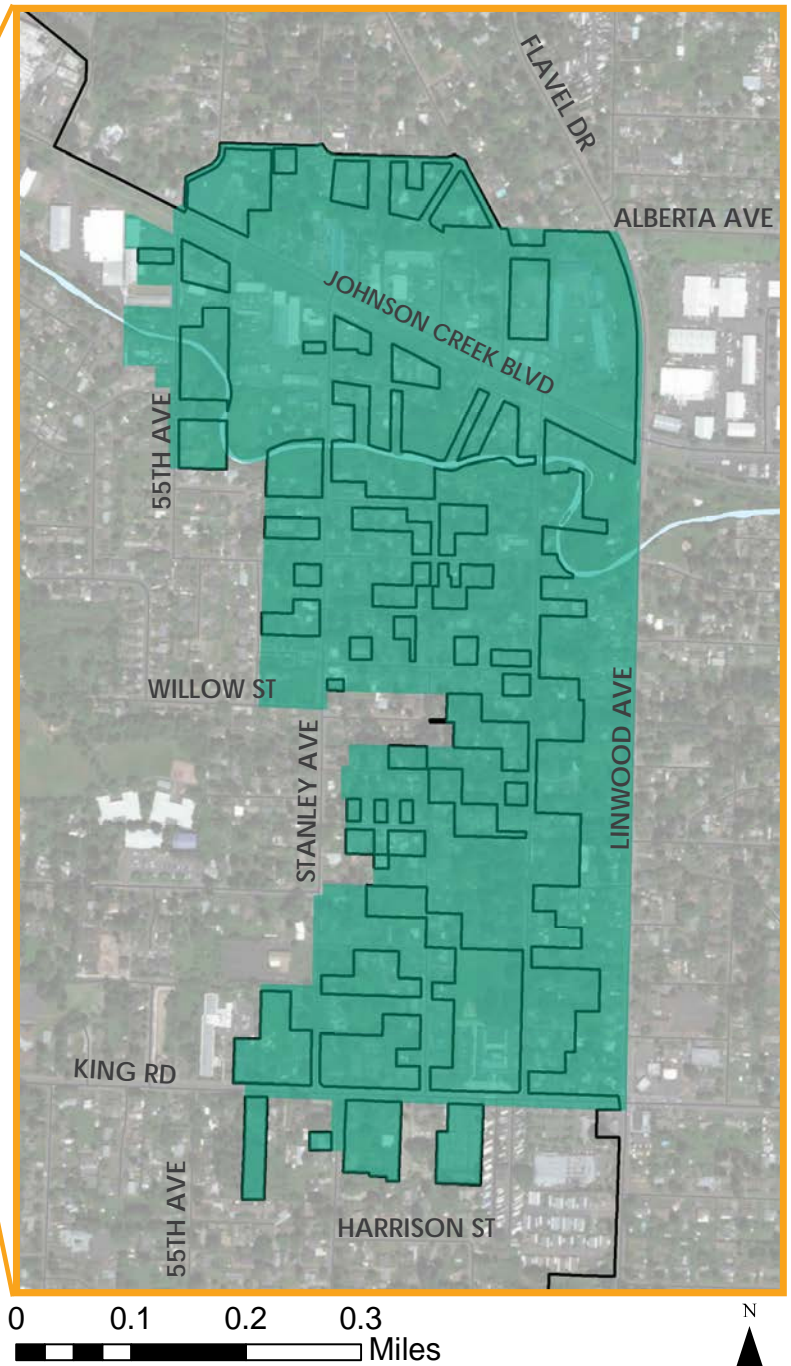 FLAVEL DR
ALBERTA AVE
JOHNSON CREEK BLVD
55TH AVE
WILLOW ST
STANLEY AVE
LINWOOD AVE
KING RD
55TH AVE
HARRISON ST
0 0.1 0.2 0.3
Miles
N